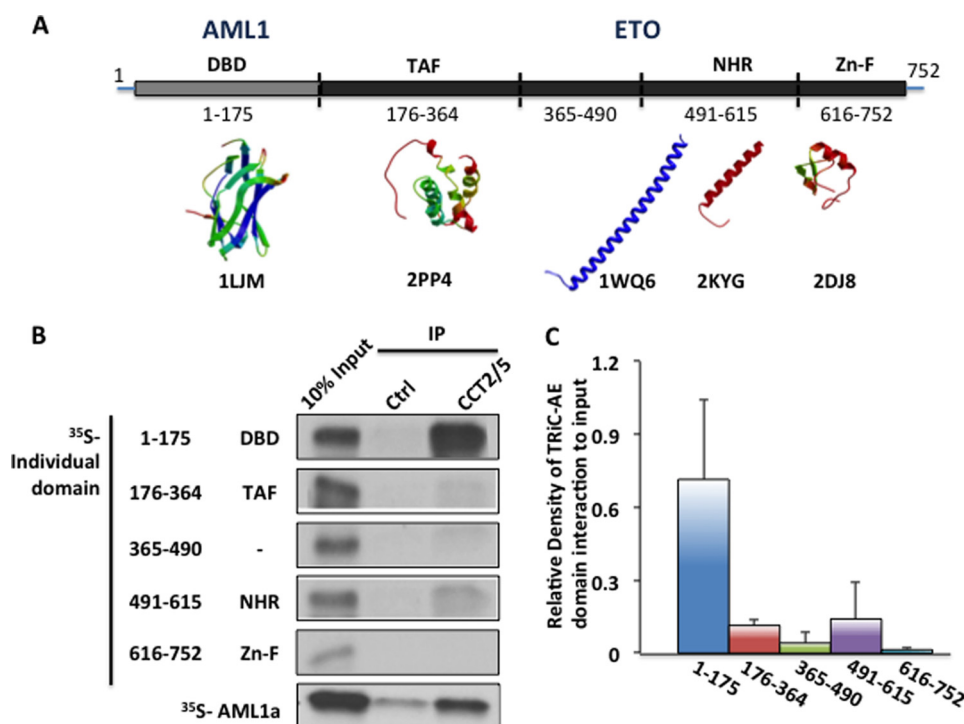 A
AML1 ETO
DBD TAF NHR Zn-F
1 752
1-175 176-364 365-490 491-615 616-752
1LJM 2PP4 1WQ6 2KYG 2DJ8
B
IP
10% Input Ctrl CCT2/5
35S- Individual domain
1-175 DBD
176-364 TAF
365-490 -
491-615 NHR
616-752 Zn-F
35S- AML1a
C
Relative Density of TRiC-AE
domain interaction to input
1.2
0.9
0.6
0.3
0
1-175 176-364 365-490 491-615 616-752